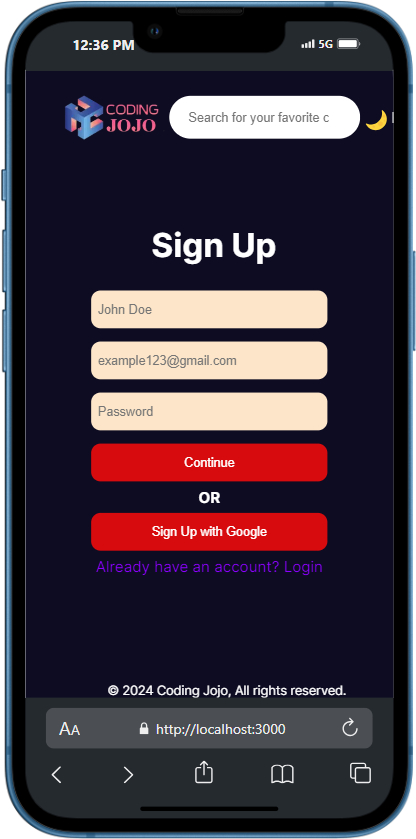 12:36 PM
5G
CODING
JOJO
Search for your favorite c
Sign Up
John Doe
example123@gmail.com
Password
Continue
OR
Sign Up with Google
Already have an account? Login
© 2024 Coding Jojo, All rights reserved.
AA
http://localhost:3000